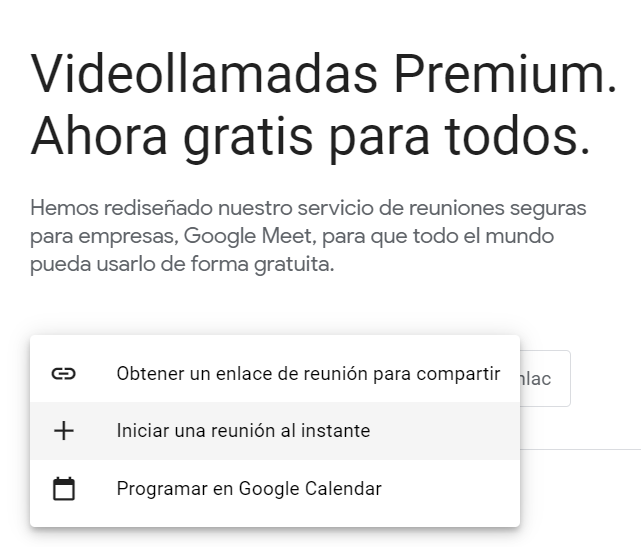 Videollamadas Premium.
Ahora gratis para todos.
Hemos rediseñado nuestro servicio de reuniones seguras
para empresas, Google Meet, para que todo el mundo
pueda usarlo de forma gratuita.
Obtener un enlace de reunión para compartir
Iniciar una reunión al instante
Programar en Google Calendar